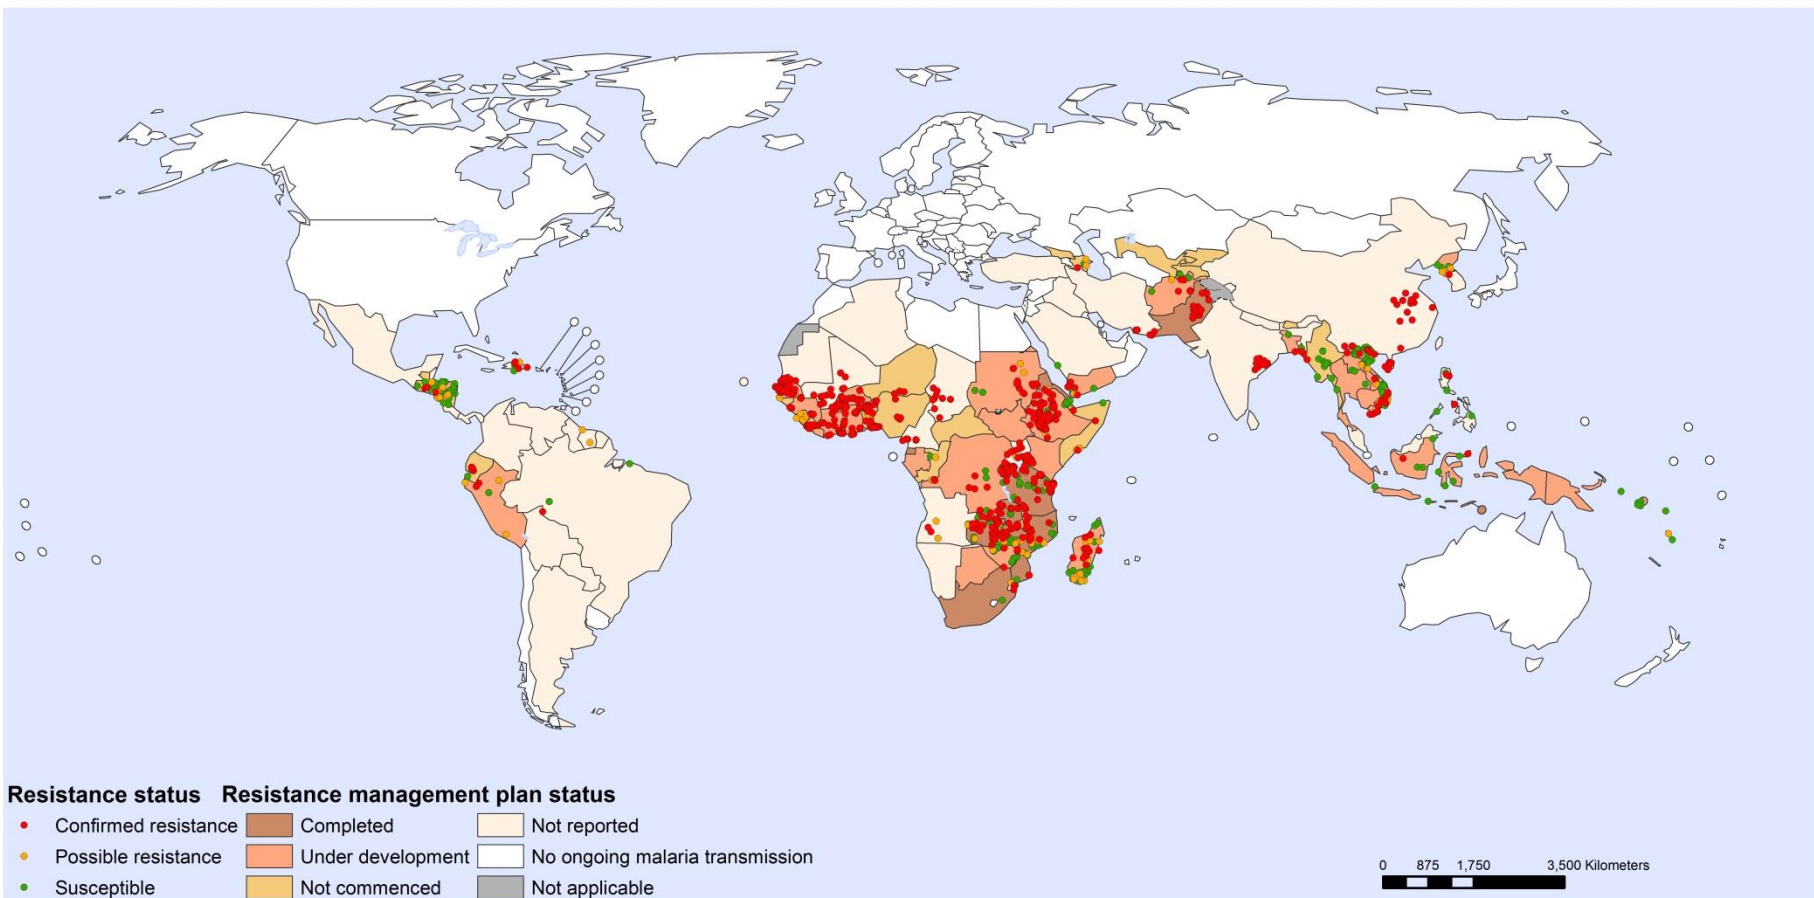 Resistance status Resistance management plan status
Confirmed resistance Completed Not reported
Possible resistance Under development No ongoing malaria transmission
Susceptible Not commenced Not applicable
0 875 1,750 3,500 Kilometers